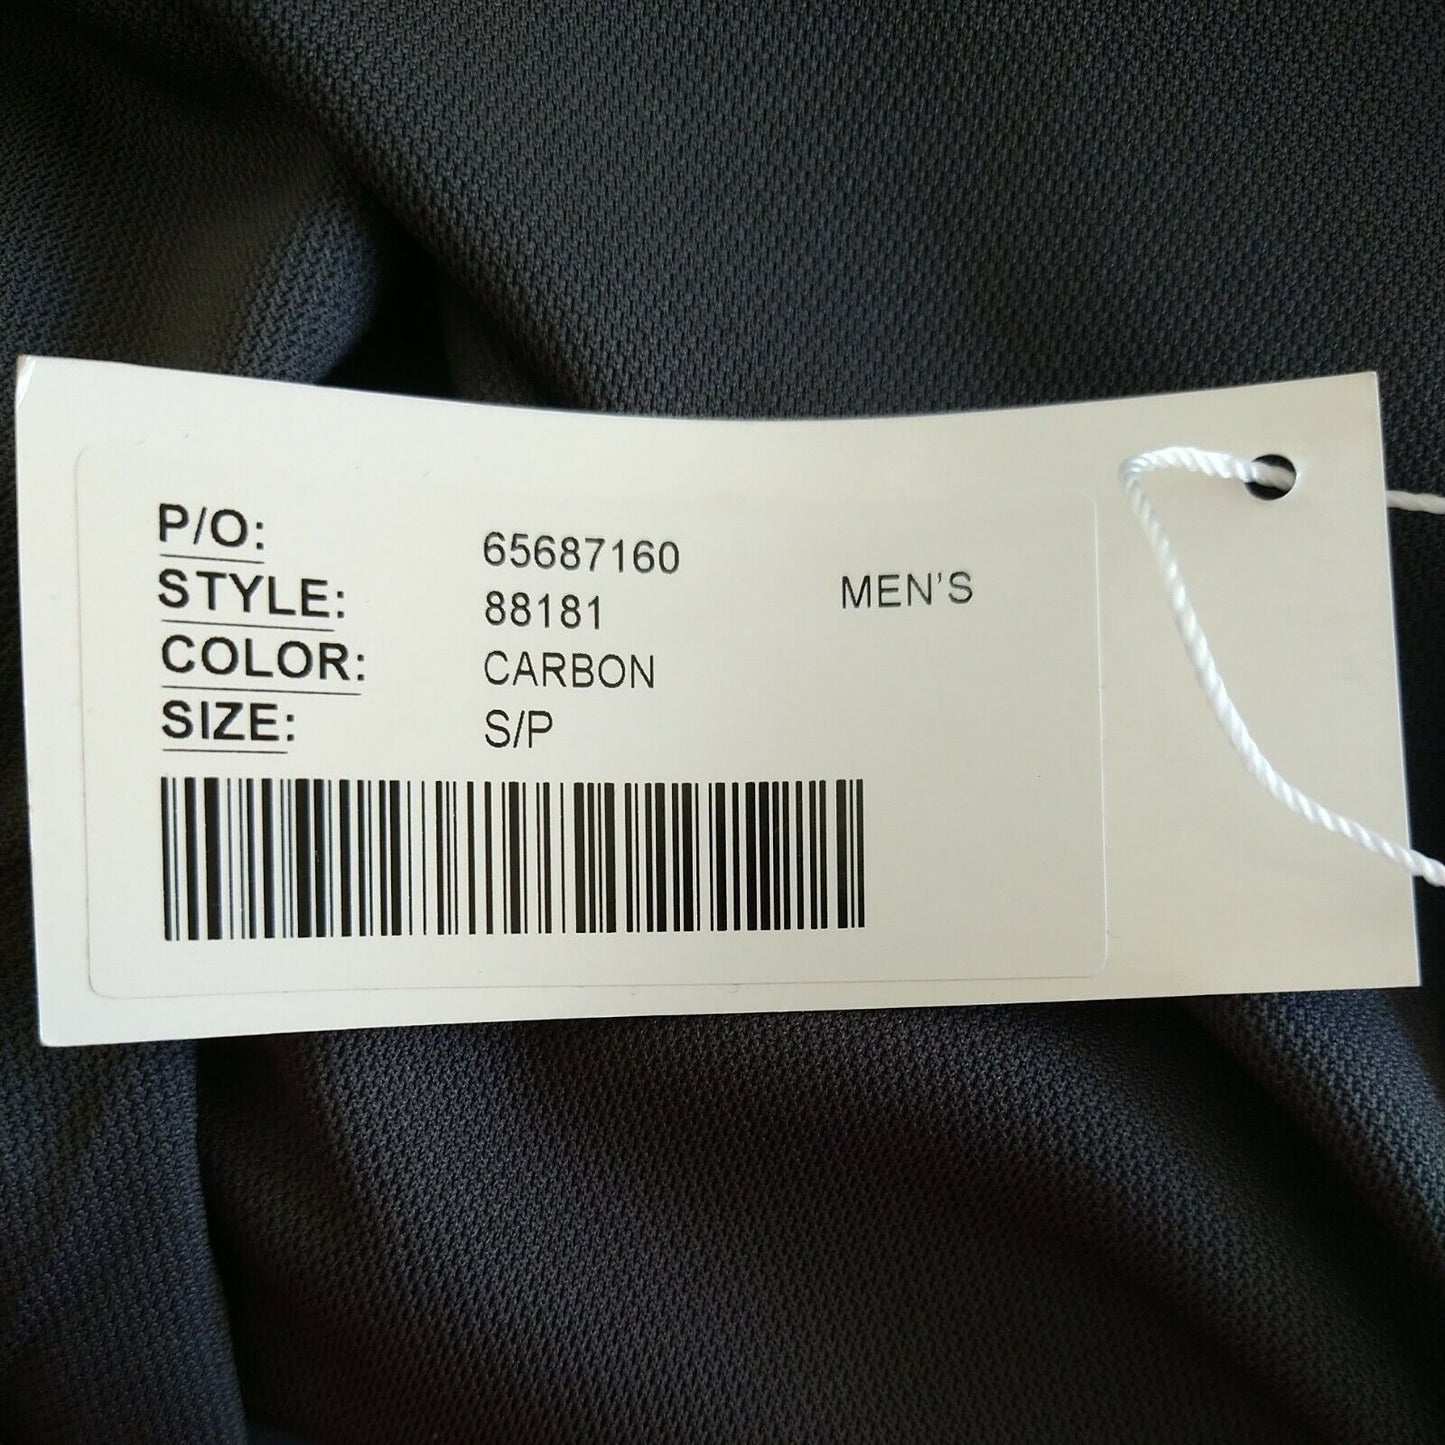 P/O: 65687160
STYLE: 88181 MEN'S
COLOR: CARBON
SIZE: S/P